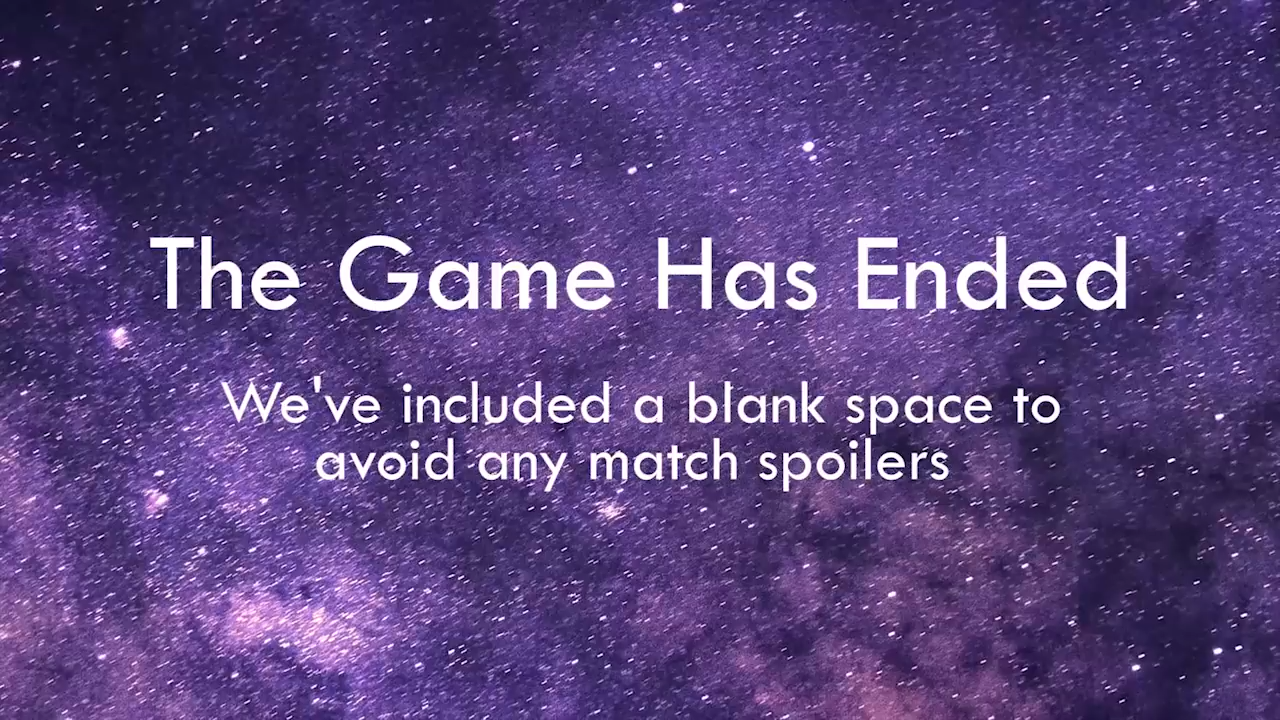 The Game Has Ended
We've included a blank space to
avoid any match spoilers